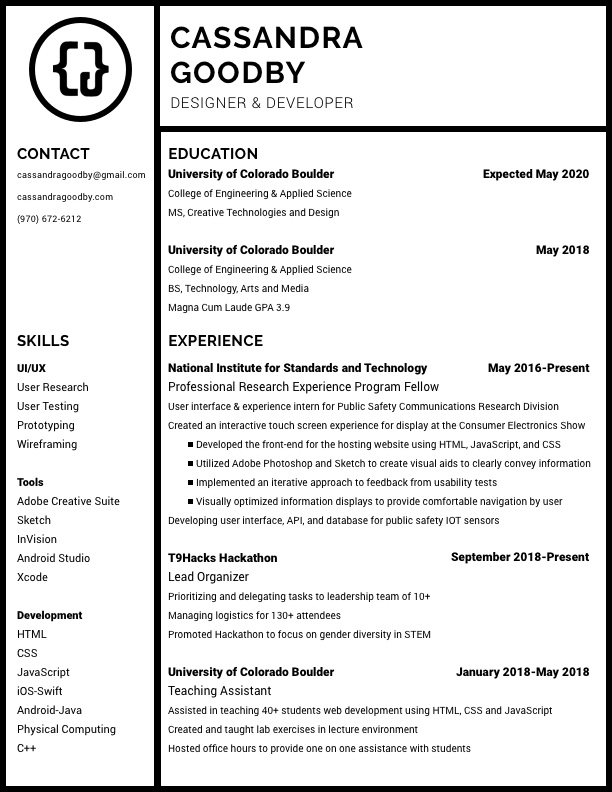 CASSANDRA
GOODBY
DESIGNER & DEVELOPER
CONTACT
cassandragoodby@gmail.com
cassandragoodby.com
(970) 672-6212
SKILLS
UI/UX
User Research
User Testing
Prototyping
Wireframing
Tools
Adobe Creative Suite
Sketch
InVision
Android Studio
Xcode
Development
HTML
CSS
JavaScript
iOS-Swift
Android-Java
Physical Computing
C++
EDUCATION
University of Colorado Boulder Expected May 2020
College of Engineering & Applied Science
MS, Creative Technologies and Design
University of Colorado Boulder May 2018
College of Engineering & Applied Science
BS, Technology, Arts and Media
Magna Cum Laude GPA 3.9
EXPERIENCE
National Institute for Standards and Technology May 2016-Present
Professional Research Experience Program Fellow
User interface & experience intern for Public Safety Communications Research Division
Created an interactive touch screen experience for display at the Consumer Electronics Show
■ Developed the front-end for the hosting website using HTML, JavaScript, and CSS
■ Utilized Adobe Photoshop and Sketch to create visual aids to clearly convey information
■ Implemented an iterative approach to feedback from usability tests
■ Visually optimized information displays to provide comfortable navigation by user
Developing user interface, API, and database for public safety IOT sensors
T9Hacks Hackathon September 2018-Present
Lead Organizer
Prioritizing and delegating tasks to leadership team of 10+
Managing logistics for 130+ attendees
Promoted Hackathon to focus on gender diversity in STEM
University of Colorado Boulder January 2018-May 2018
Teaching Assistant
Assisted in teaching 40+ students web development using HTML, CSS and JavaScript
Created and taught lab exercises in lecture environment
Hosted office hours to provide one on one assistance with students